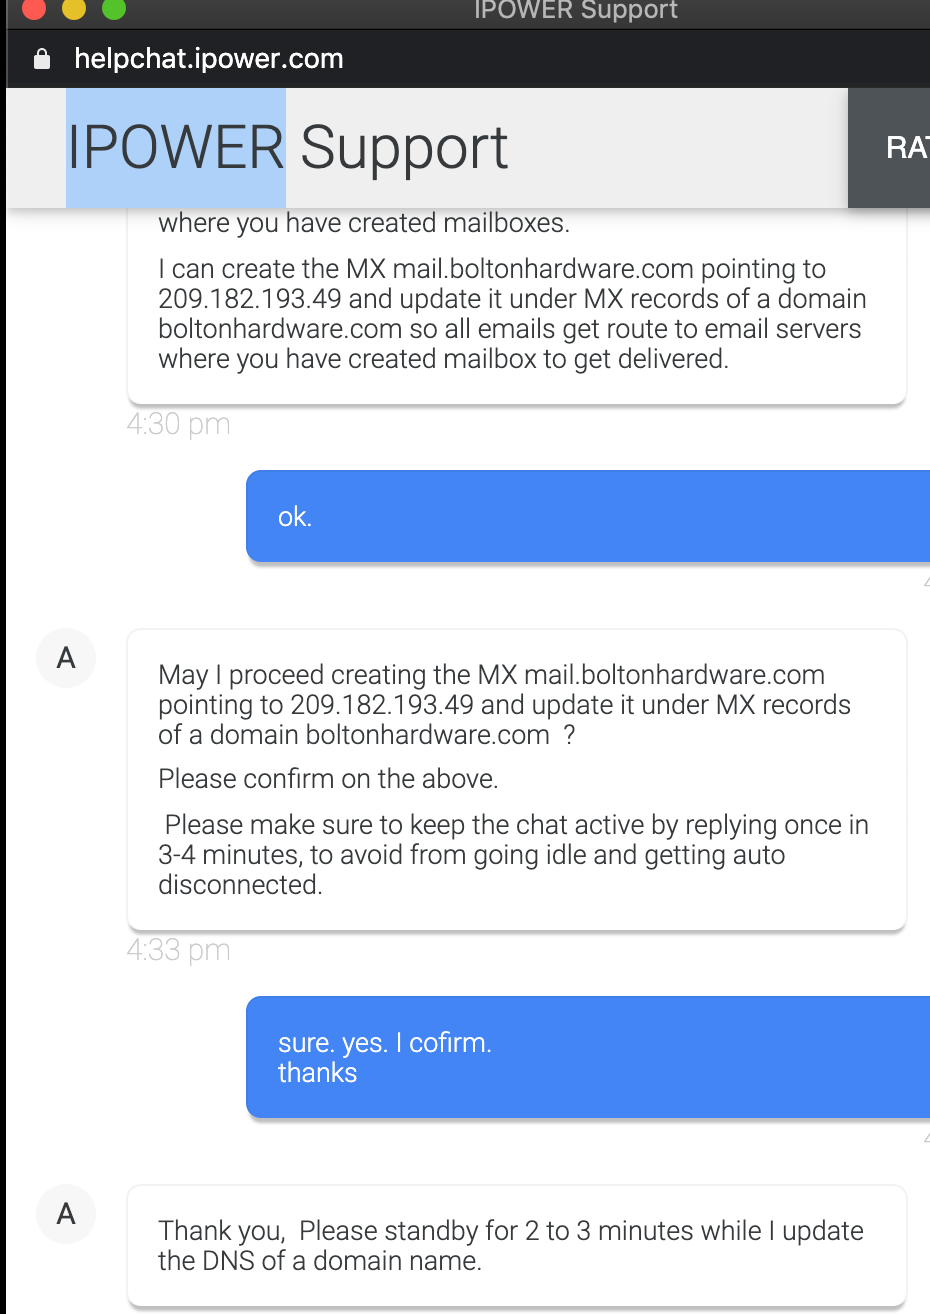 IPOWER Support
helpchat.ipower.com
IPOWER Support
where you have created mailboxes.
I can create the MX mail.boltonhardware.com pointing to
209.182.193.49 and update it under MX records of a domain
boltonhardware.com so all emails get route to email servers
where you have created mailbox to get delivered.
4:30 pm
ok.
A
May I proceed creating the MX mail.boltonhardware.com
pointing to 209.182.193.49 and update it under MX records
of a domain boltonhardware.com  ?
Please confirm on the above.
Please make sure to keep the chat active by replying once in
3-4 minutes, to avoid from going idle and getting auto
disconnected.
4:33 pm
sure. yes. I cofirm.
thanks
A
Thank you,  Please standby for 2 to 3 minutes while I update
the DNS of a domain name.